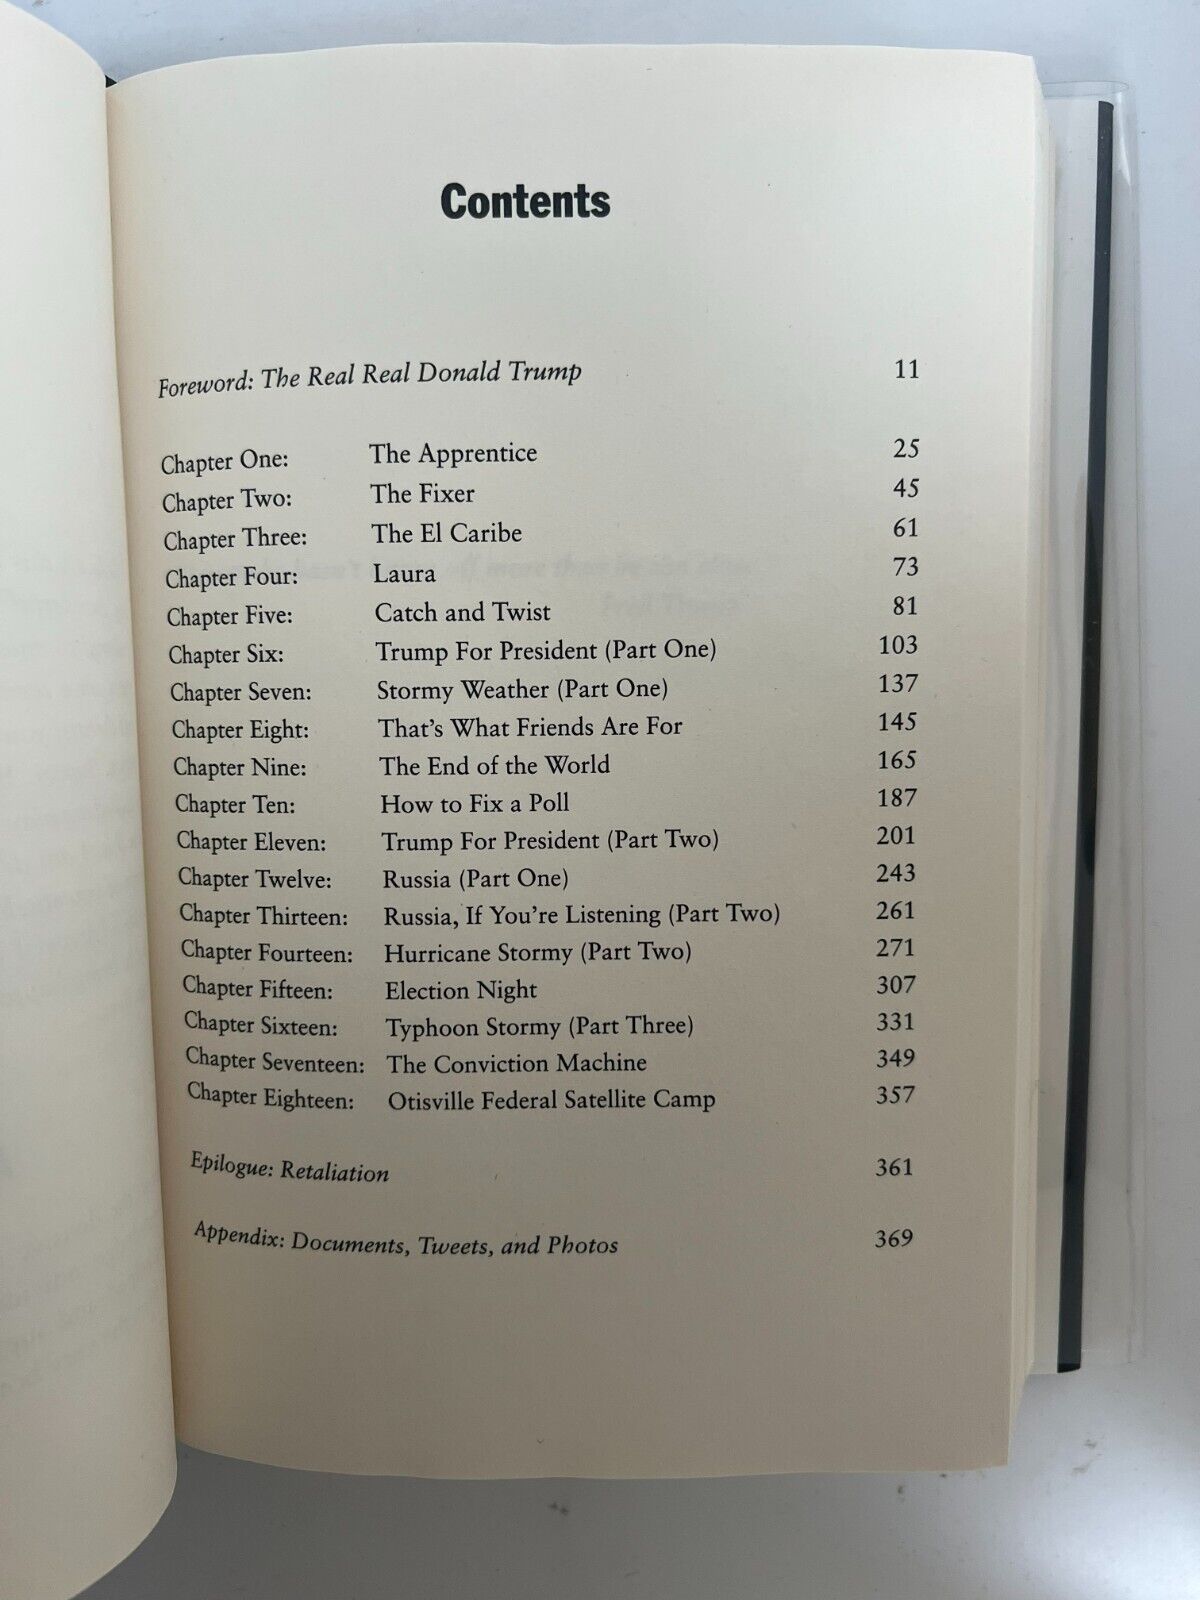 Contents
Foreword: The Real Real Donald Trump 11
Chapter One: The Apprentice 25
Chapter Two: The Fixer 45
Chapter Three: The El Caribe 61
Chapter Four: Laura 73
Chapter Five: Catch and Twist 81
Chapter Six: Trump For President (Part One) 103
Chapter Seven: Stormy Weather (Part One) 137
Chapter Eight: That's What Friends Are For 145
Chapter Nine: The End of the World 165
Chapter Ten: How to Fix a Poll 187
Chapter Eleven: Trump For President (Part Two) 201
Chapter Twelve: Russia (Part One) 243
Chapter Thirteen: Russia, If You're Listening (Part Two) 261
Chapter Fourteen: Hurricane Stormy (Part Two) 271
Chapter Fifteen: Election Night 307
Chapter Sixteen: Typhoon Stormy (Part Three) 331
Chapter Seventeen: The Conviction Machine 349
Chapter Eighteen: Otisville Federal Satellite Camp 357
Epilogue: Retaliation 361
Appendix: Documents, Tweets, and Photos 369